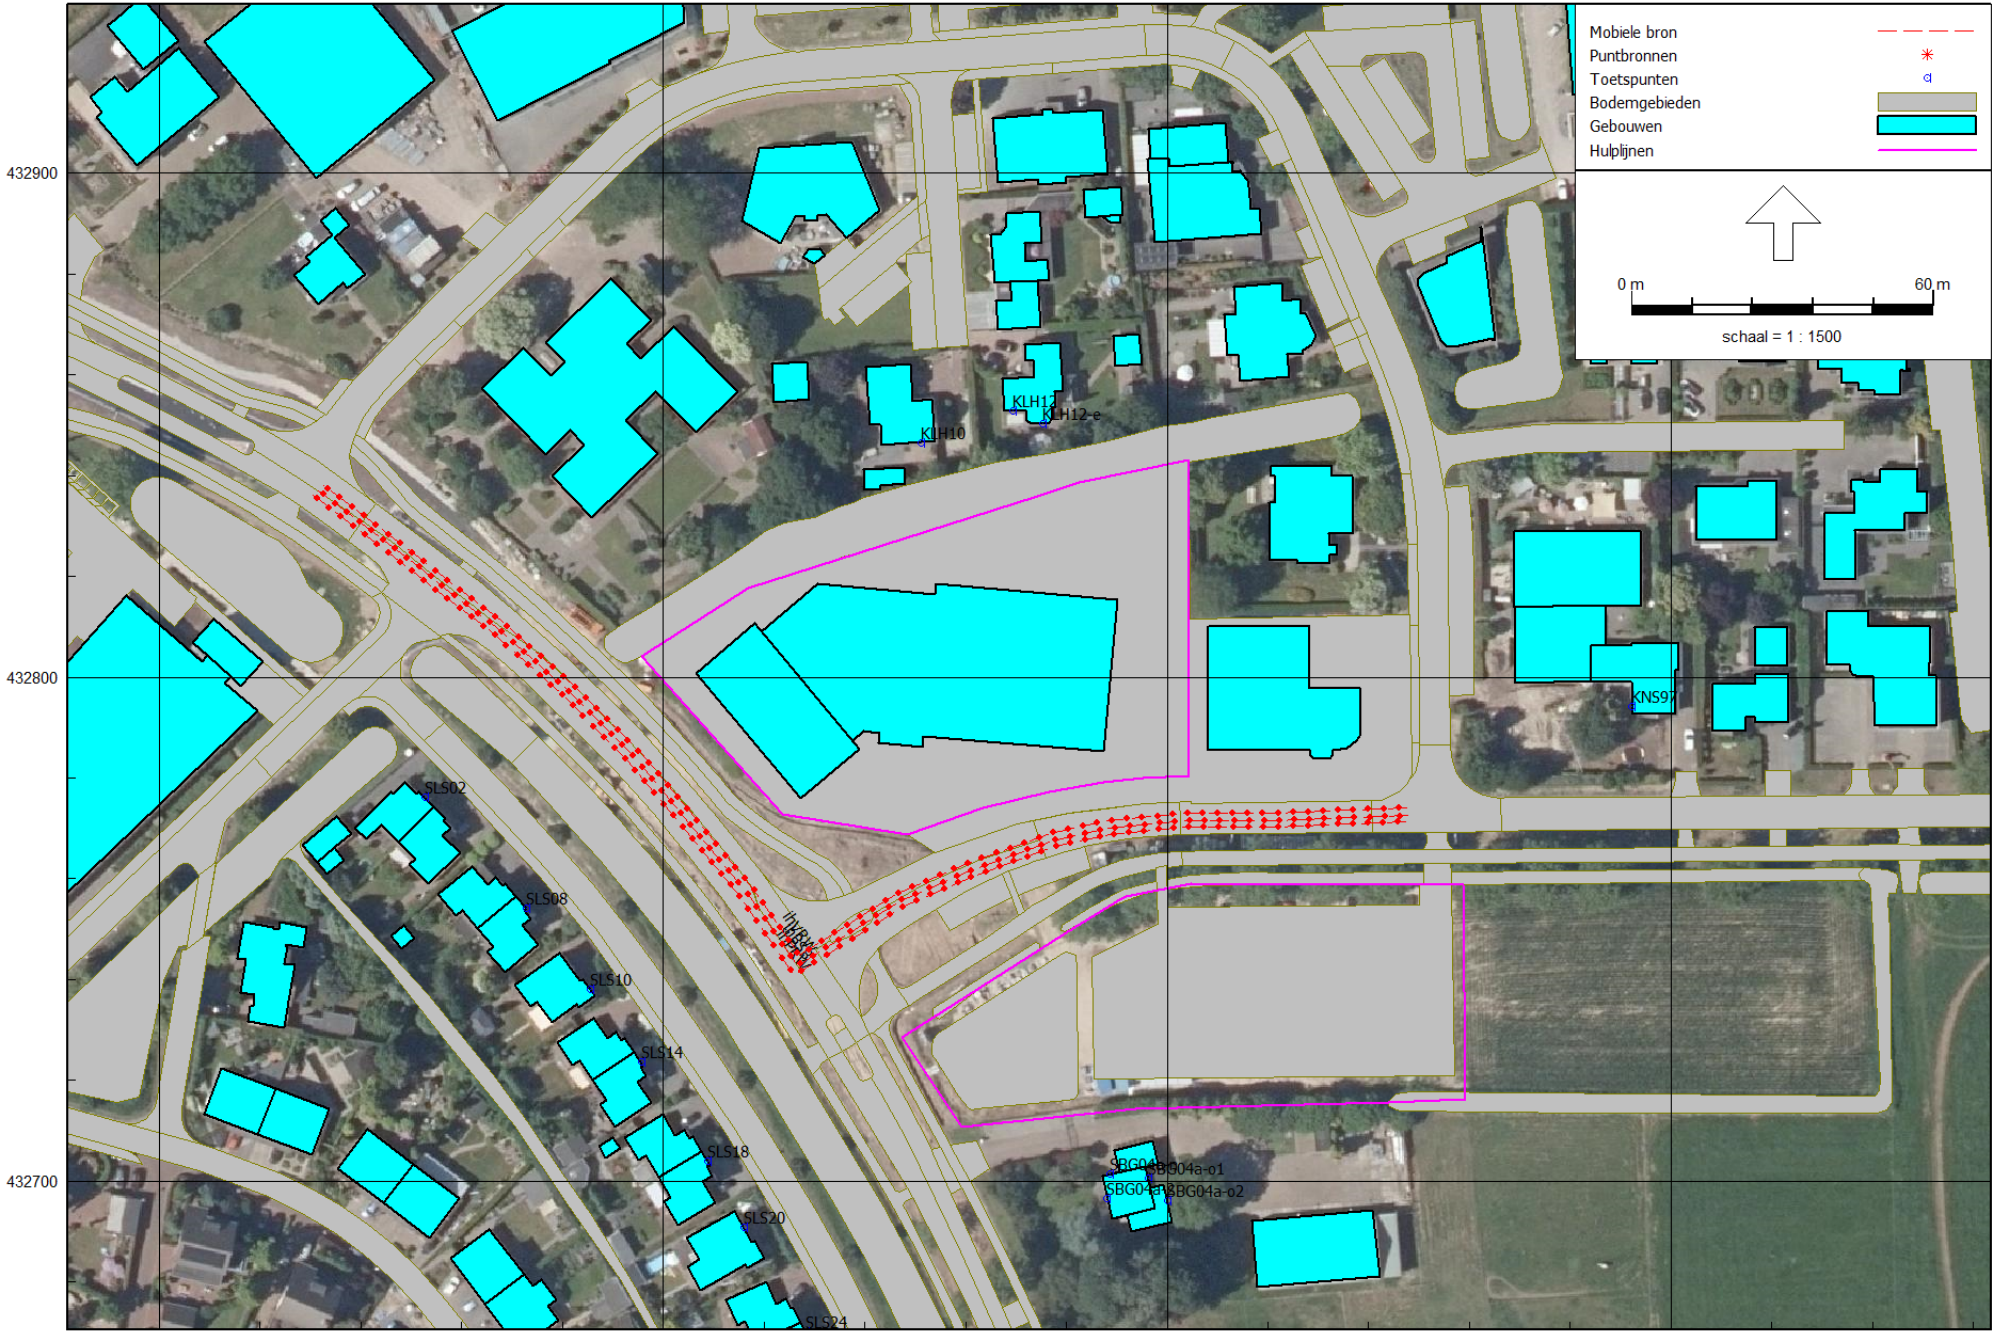 Mobiele bron
Puntbronnen
Toetspunten
Bodemgebieden
Gebouwen
Hulplijnen
0 m 60 m
schaal = 1 : 1500
432900
KLH12
KLH12-e
KLH10
432800
KNS97
SLS02
SLS08
SLS10
SLS14
SLS18
432700
SBG04a-o1
SBG04a-o2
SLS20
SLS24